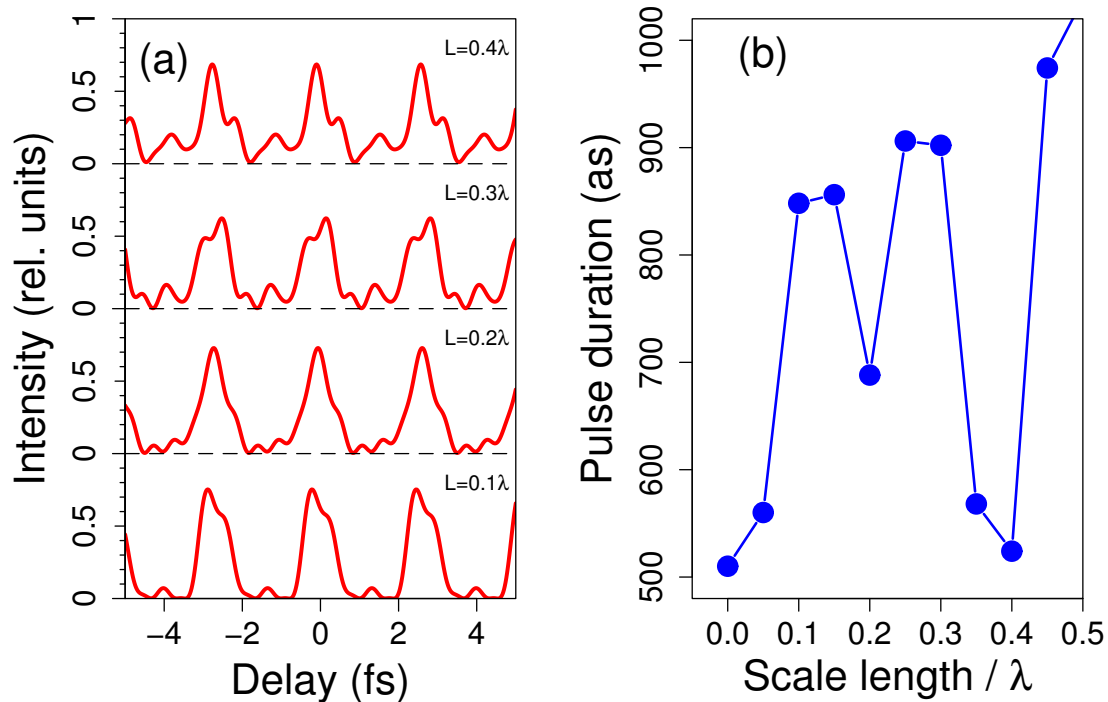 (a)
L=0.4λ
L=0.3λ
L=0.2λ
L=0.1λ
1
0.5
0
0.5
0
0.5
0
0.5
0
Intensity (rel. units)
−4
−2
0
2
4
Delay (fs)
(b)
1000
900
800
700
600
500
Pulse duration (as)
0.0
0.1
0.2
0.3
0.4
0.5
Scale length / λ